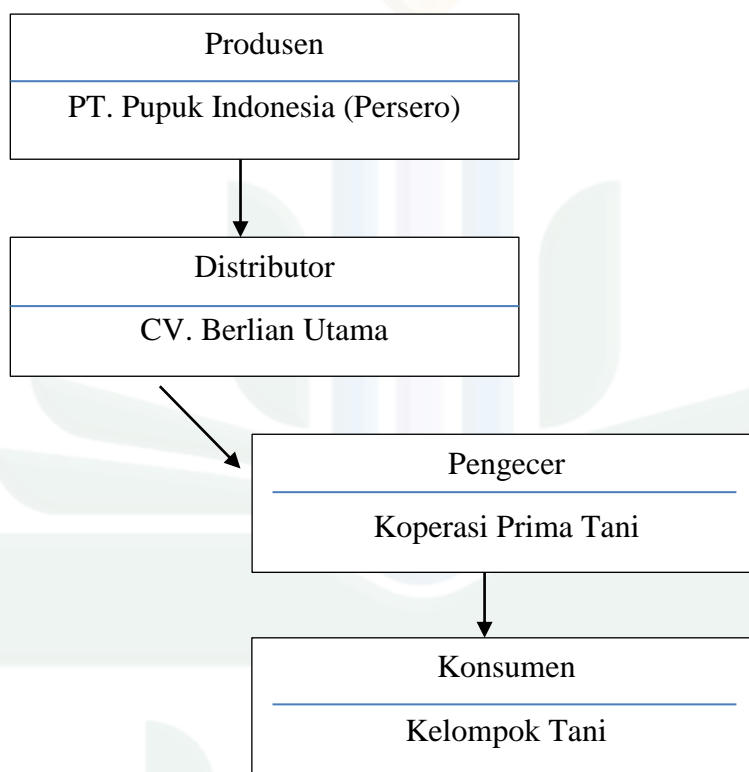 Produsen
PT. Pupuk Indonesia (Persero)
Distributor
CV. Berlian Utama
Pengecer
Koperasi Prima Tani
Konsumen
Kelompok Tani